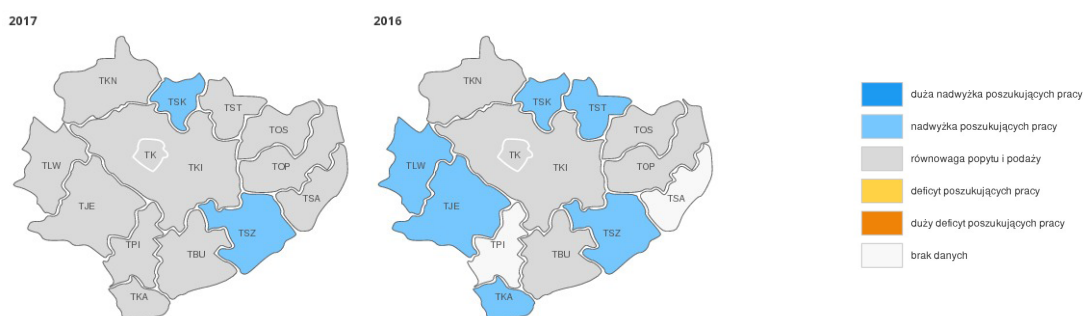 2017
TKN
TSK
TST
TOS
TLW
TK
TKI
TOP
TSA
TJE
TSZ
TPI
TBU
TKA
2016
TKN
TSK
TST
TOS
TLW
TK
TKI
TOP
TSA
TJE
TSZ
TPI
TBU
TKA
duża nadwyżka poszukujących pracy
nadwyżka poszukujących pracy
równowaga popytu i podaży
deficyt poszukujących pracy
duży deficyt poszukujących pracy
brak danych